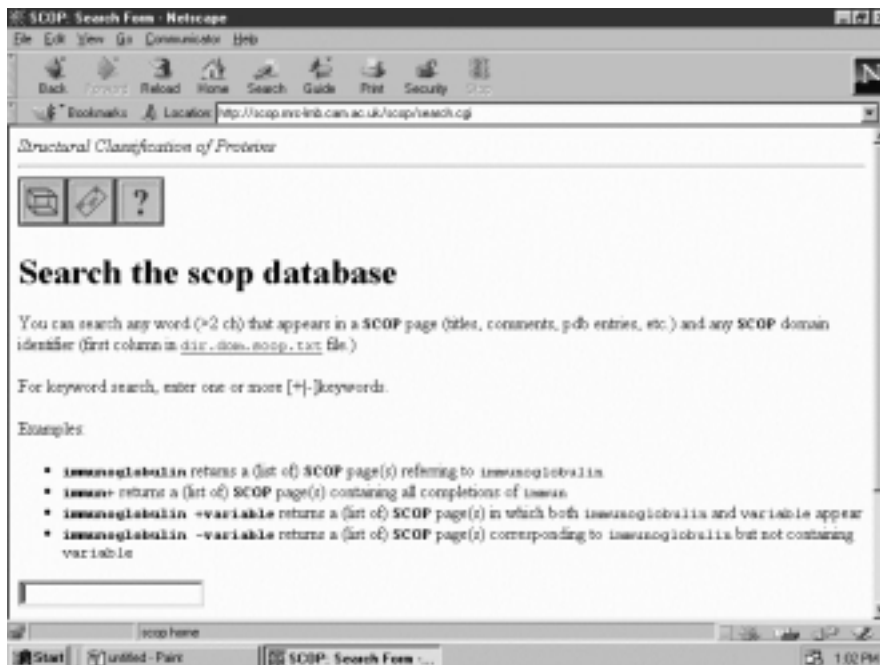 SCOP: Search Form - Netscape
File Edit View Go Communicator Help
Back Forward Reload Home Search Guide Print Security Stop
Bookmarks Location: http://scop.mrc-lmb.cam.ac.uk/scop/search.cgi
Structural Classification of Proteins
?
Search the scop database
You can search any word (>2 ch) that appears in a SCOP page (titles, comments, pdb entries, etc.) and any SCOP domain
identifier (first column in dir.dom.scop.txt file.)
For keyword search, enter one or more [+|-]keywords.
Examples:
immunoglobulin returns a (list of) SCOP page(s) referring to immunoglobulin
immun+ returns a (list of) SCOP page(s) containing all completions of immun
immunoglobulin +variable returns a (list of) SCOP page(s) in which both immunoglobulin and variable appear
immunoglobulin -variable returns a (list of) SCOP page(s) corresponding to immunoglobulin but not containing
variable
scop home
Start untitled - Paint SCOP: Search Form - ... 1:02 PM